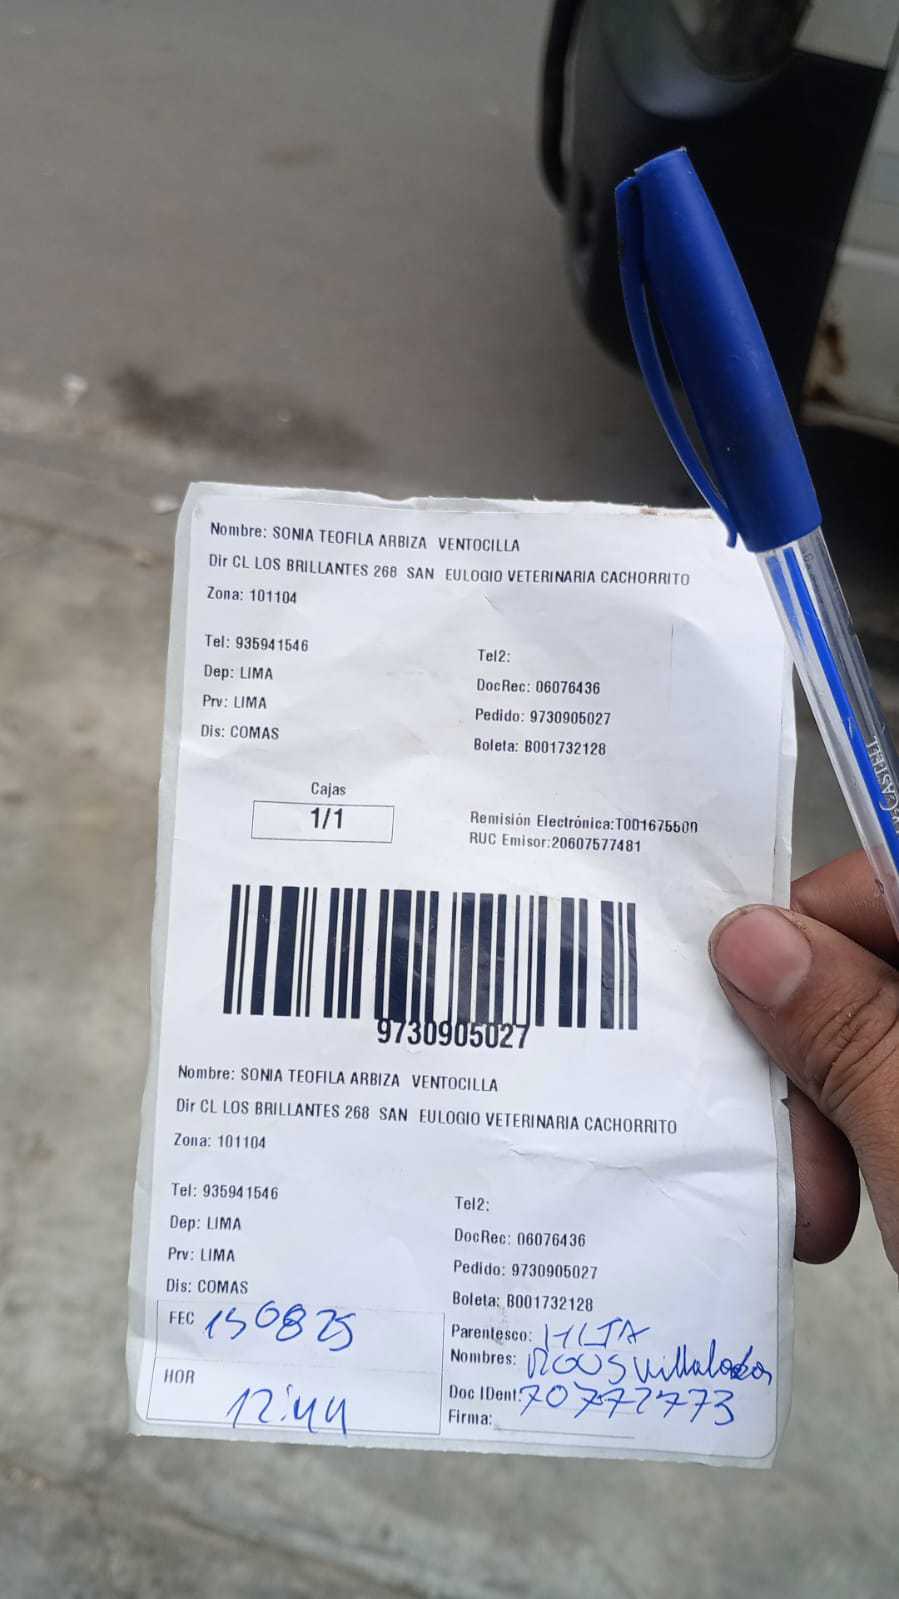 Nombre: SONIA TEOFILA ARBIZA VENTOCILLA
Dir CL LOS BRILLANTES 268 SAN EULOGIO VETERINARIA CACHORRITO
Zona: 101104
Tel: 935941546
Tel2:
Dep: LIMA
DocRec: 06076436
Prv: LIMA
Pedido: 9730905027
Dis: COMAS
Boleta: B001732128
Cajas
1/1
Remisión Electrónica:T001675500
RUC Emisor:20607577481
9730905027
Nombre: SONIA TEOFILA ARBIZA VENTOCILLA
Dir CL LOS BRILLANTES 268 SAN EULOGIO VETERINARIA CACHORRITO
Zona: 101104
Tel: 935941546
Tel2:
Dep: LIMA
DocRec: 06076436
Prv: LIMA
Pedido: 9730905027
Dis: COMAS
Boleta: B001732128
FEC 150825
Parentesco: HIJA
Nombres:
HOR 12:44
Doc IDent: 70772773
Firma: